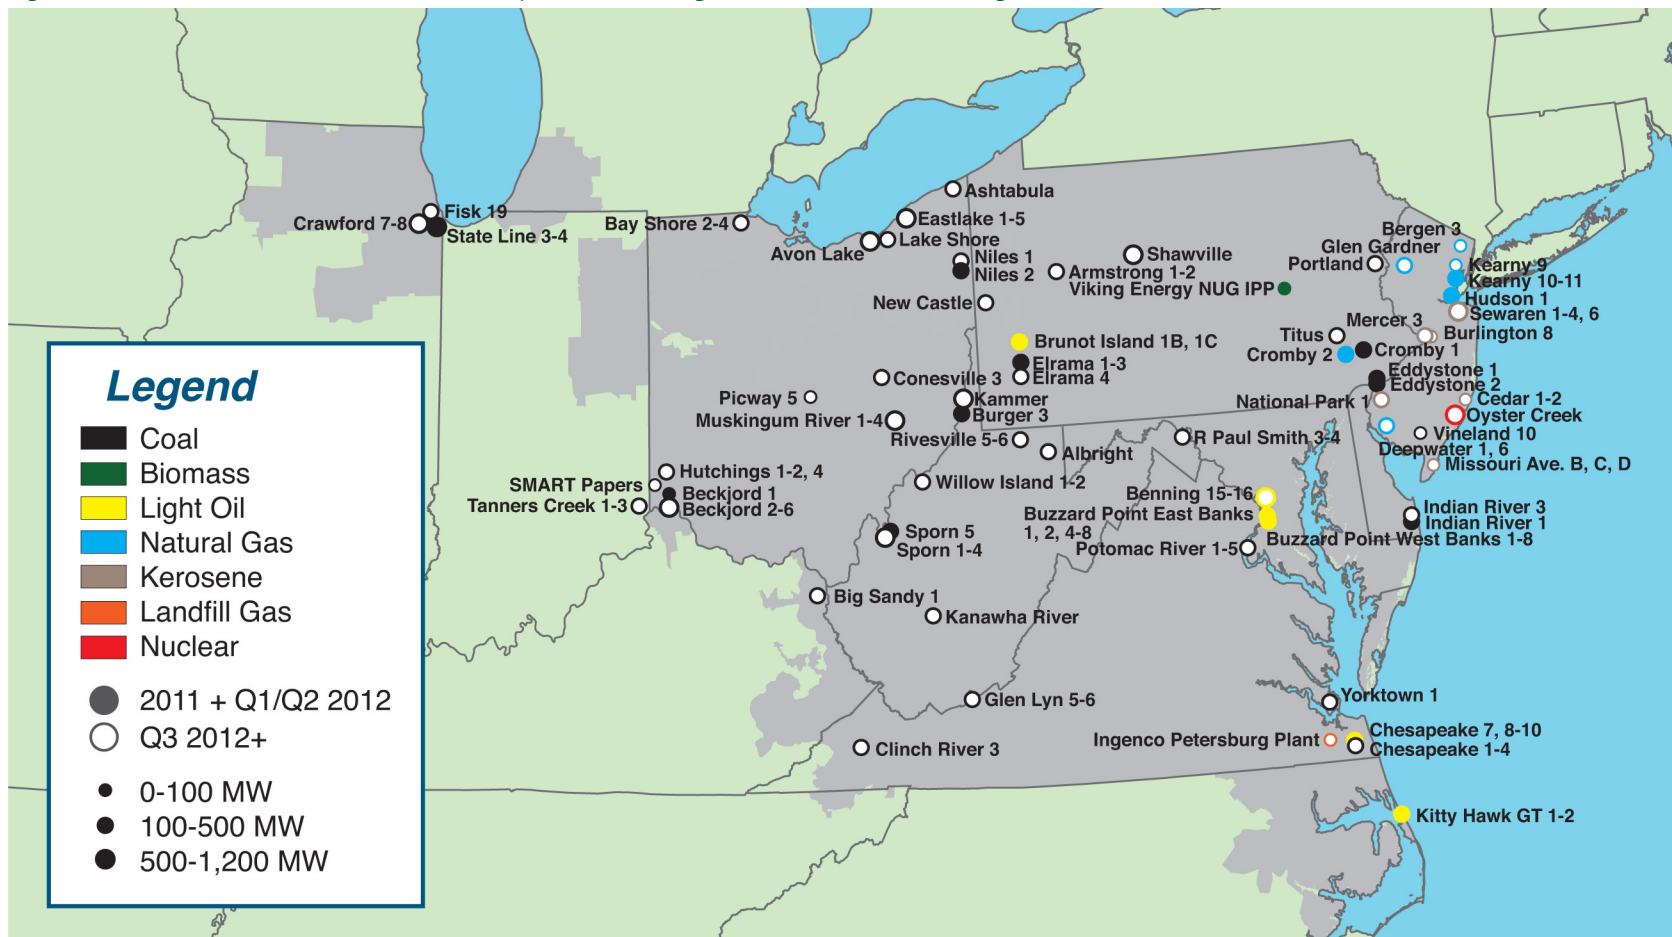 Bergen 3
Glen Gardner
Portland
Kearny 9
Kearny 10-11
Hudson 1
Sewaren 1-4, 6
Mercer 3
Burlington 8
Titus
Cromby 2
Cromby 1
Eddystone 1
Eddystone 2
National Park 1
Cedar 1-2
Oyster Creek
Vineland 10
Deepwater 1, 6
Missouri Ave. B, C, D
Ashtabula
Fisk 19
Crawford 7-8
State Line 3-4
Bay Shore 2-4
Eastlake 1-5
Lake Shore
Avon Lake
Niles 1
Niles 2
Shawville
Armstrong 1-2
Viking Energy NUG IPP
New Castle
Brunot Island 1B, 1C
Elrama 1-3
Elrama 4
Conesville 3
Picway 5
Kammer
Burger 3
Muskingum River 1-4
Rivesville 5-6
Albright
R Paul Smith 3-4
Hutchings 1-2, 4
SMART Papers
Beckjord 1
Tanners Creek 1-3
Beckjord 2-6
Willow Island 1-2
Benning 15-16
Buzzard Point East Banks
1, 2, 4-8
Buzzard Point West Banks 1-8
Indian River 3
Indian River 1
Potomac River 1-5
Sporn 5
Sporn 1-4
Big Sandy 1
Kanawha River
Glen Lyn 5-6
Clinch River 3
Yorktown 1
Ingenco Petersburg Plant
Chesapeake 7, 8-10
Chesapeake 1-4
Kitty Hawk GT 1-2
Legend
Coal
Biomass
Light Oil
Natural Gas
Kerosene
Landfill Gas
Nuclear
2011 + Q1/Q2 2012
Q3 2012+
0-100 MW
100-500 MW
500-1,200 MW